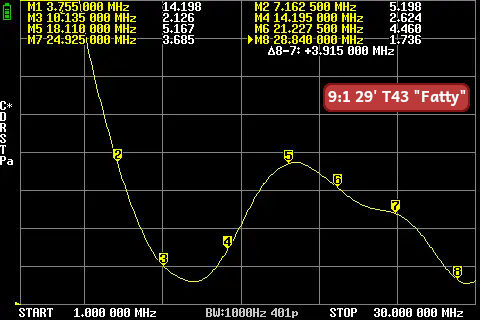 M1 3.755 000 MHz 14.198 M2 7.162 500 MHz 5.190
M3 10.135 000 MHz 2.126 M4 14.195 000 MHz 2.624
M5 18.110 000 MHz 5.167 M6 21.227 500 MHz 4.460
M7 24.925 000 MHz 3.685 M8 28.840 000 MHz 1.736
Δ8-7: +3.915 000 MHz
9:1 29' T43 "Fatty"
C*
D
R
S
T
Pa
2
3
4
5
6
7
8
START 1.000 000 MHz BW:1000Hz 401p STOP 30.000 000 MHz